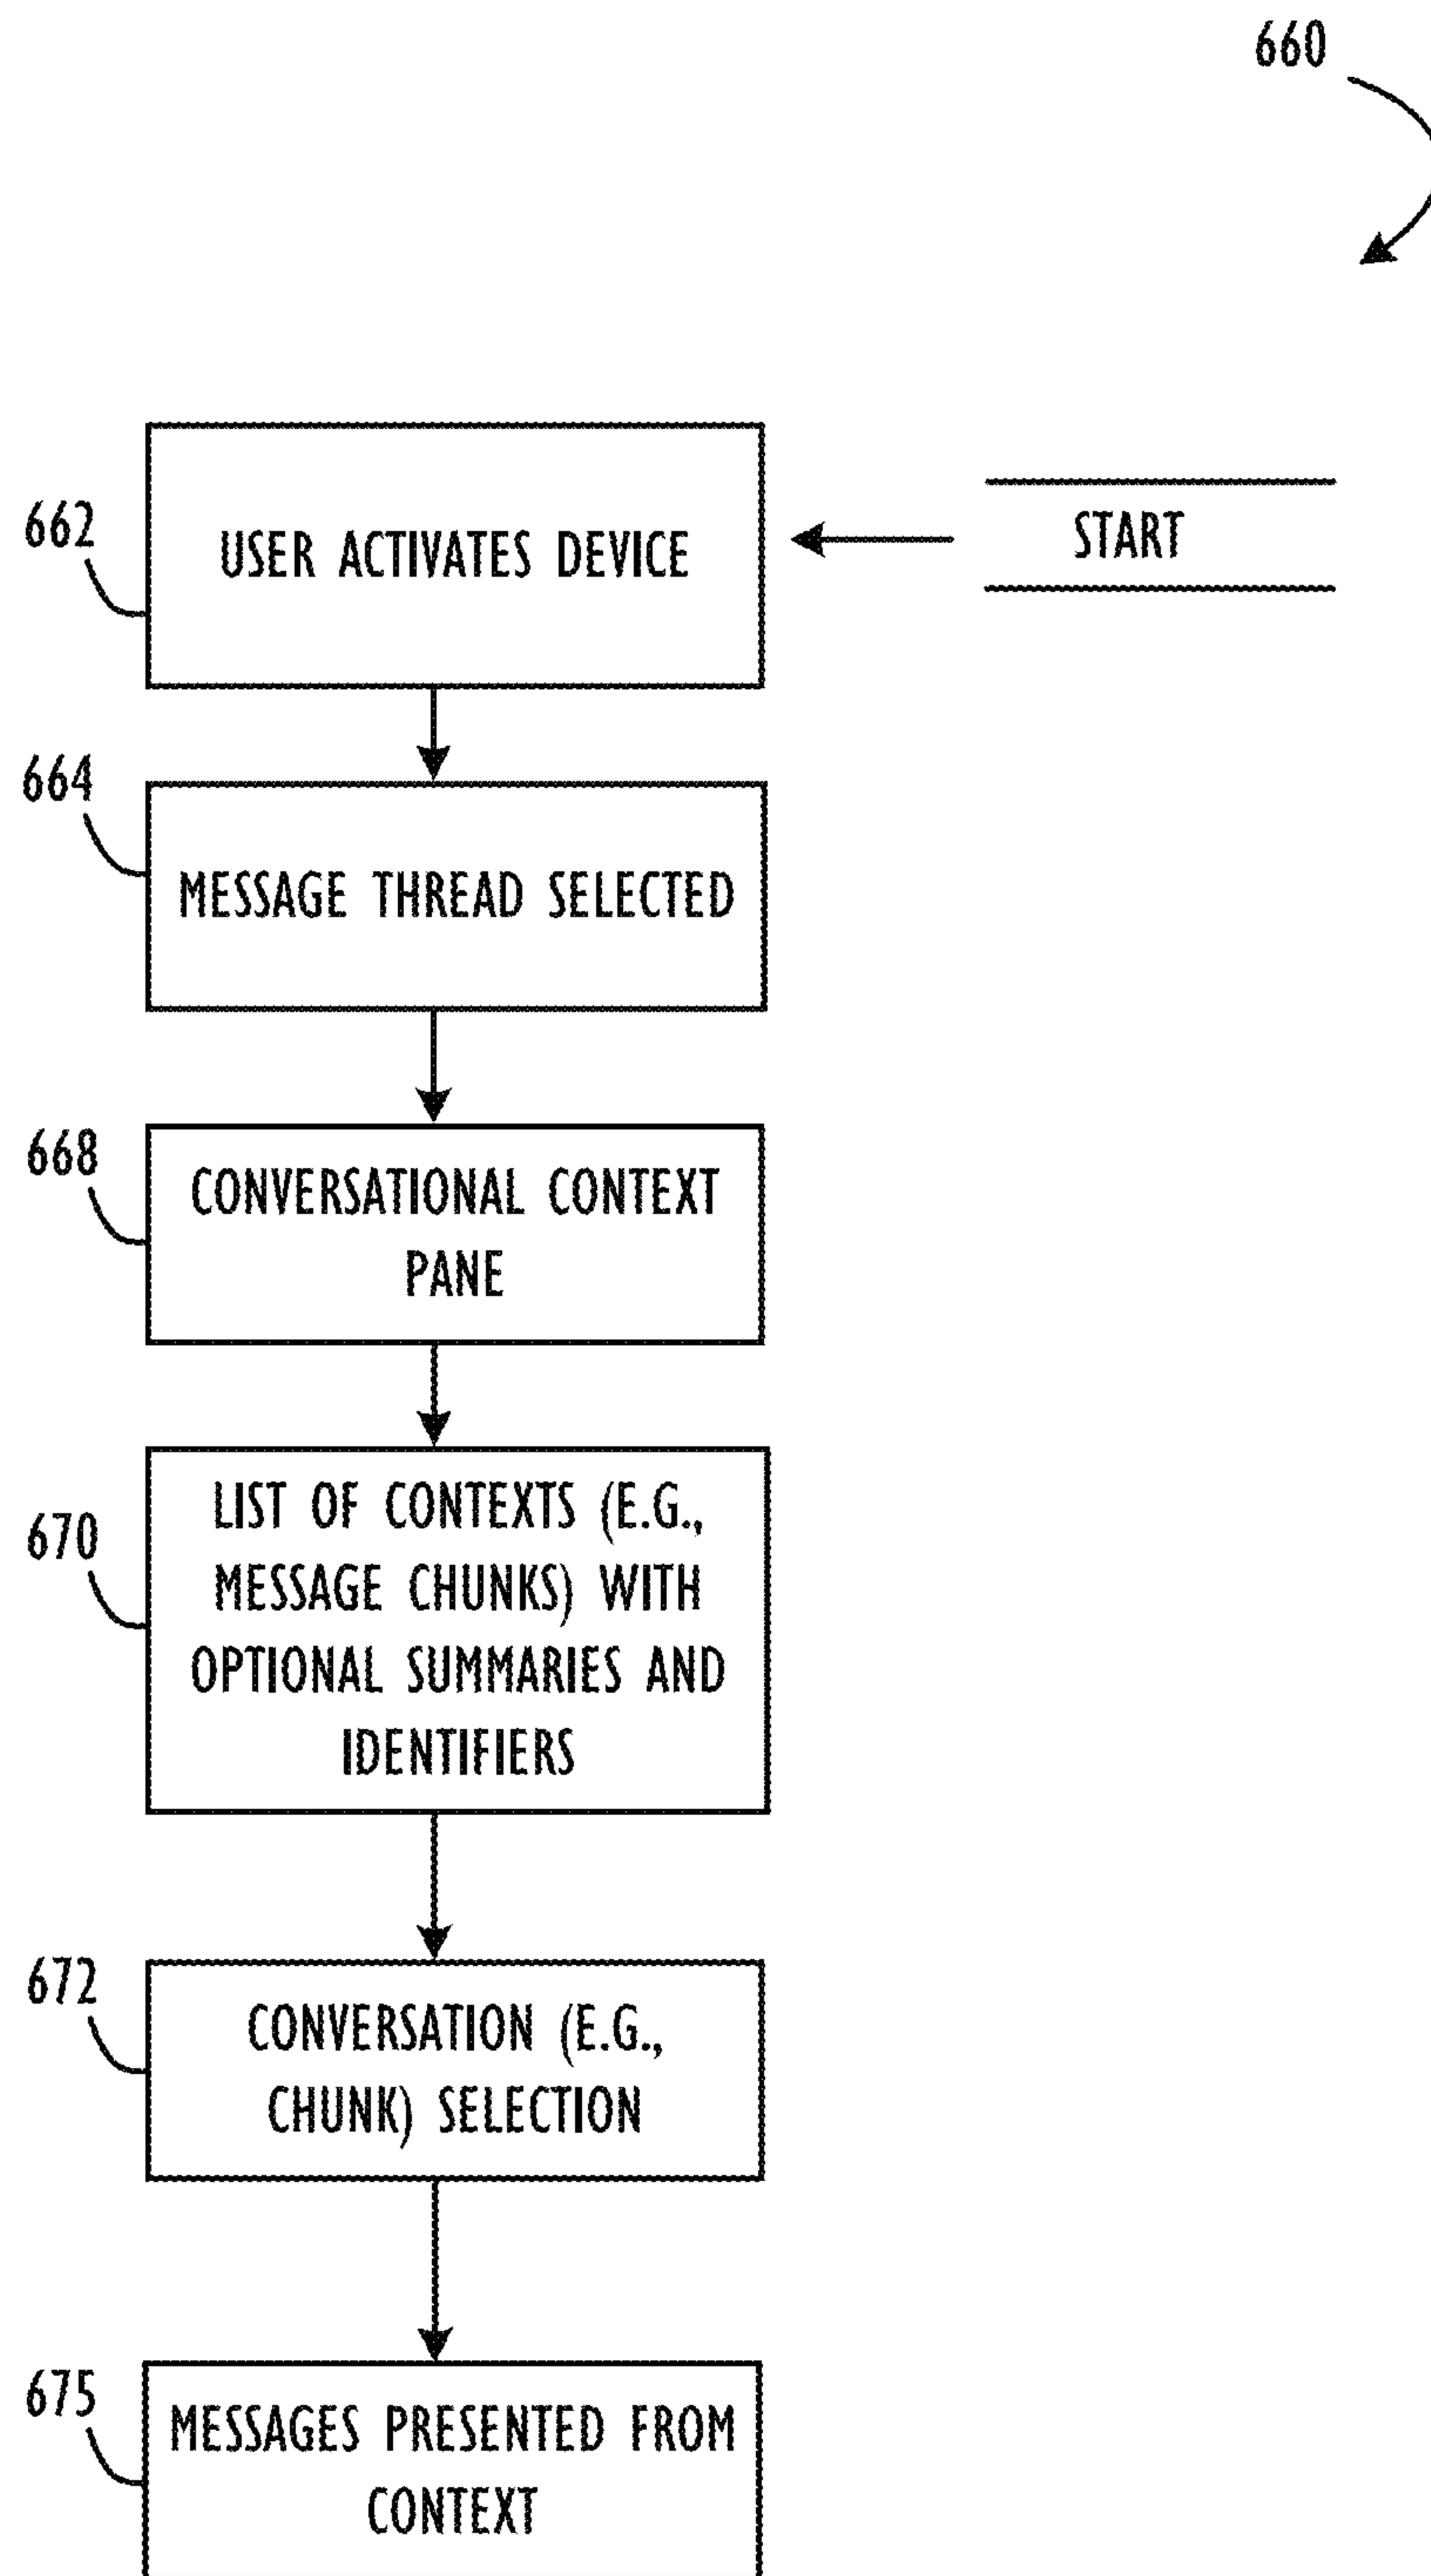 660
662
USER ACTIVATES DEVICE
START
664
MESSAGE THREAD SELECTED
668
CONVERSATIONAL CONTEXT
PANE
670
LIST OF CONTEXTS (E.G.,
MESSAGE CHUNKS) WITH
OPTIONAL SUMMARIES AND
IDENTIFIERS
672
CONVERSATION (E.G.,
CHUNK) SELECTION
675
MESSAGES PRESENTED FROM
CONTEXT